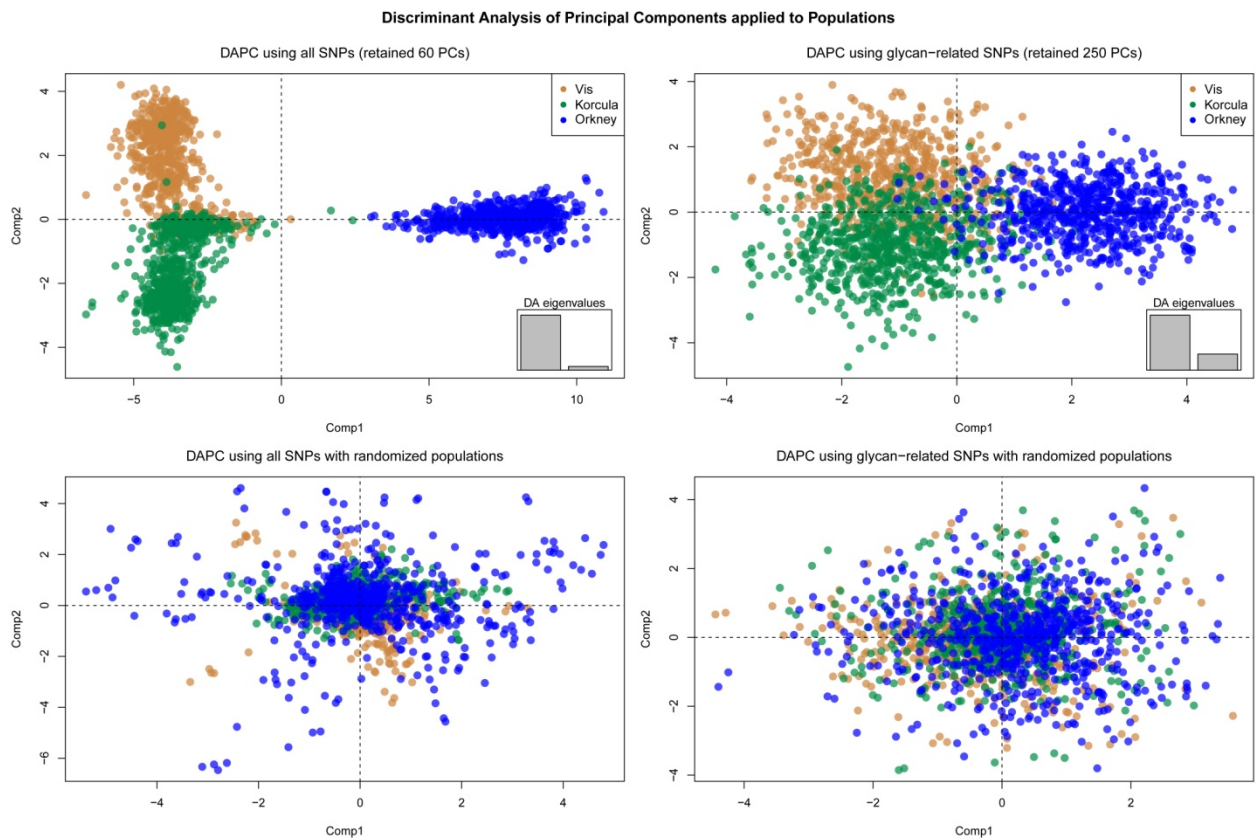 Discriminant Analysis of Principal Components applied to Populations
DAPC using all SNPs (retained 60 PCs)
Comp2
4
2
0
−2
−4
Vis
Korcula
Orkney
DA eigenvalues
−5 0 5 10
Comp1
DAPC using glycan−related SNPs (retained 250 PCs)
Comp2
4
2
0
−2
−4
Vis
Korcula
Orkney
DA eigenvalues
−4 −2 0 2 4
Comp1
DAPC using all SNPs with randomized populations
Comp2
4
2
0
−2
−4
−6
−4 −2 0 2 4
Comp1
DAPC using glycan−related SNPs with randomized populations
Comp2
4
2
0
−2
−4
−4 −2 0 2
Comp1